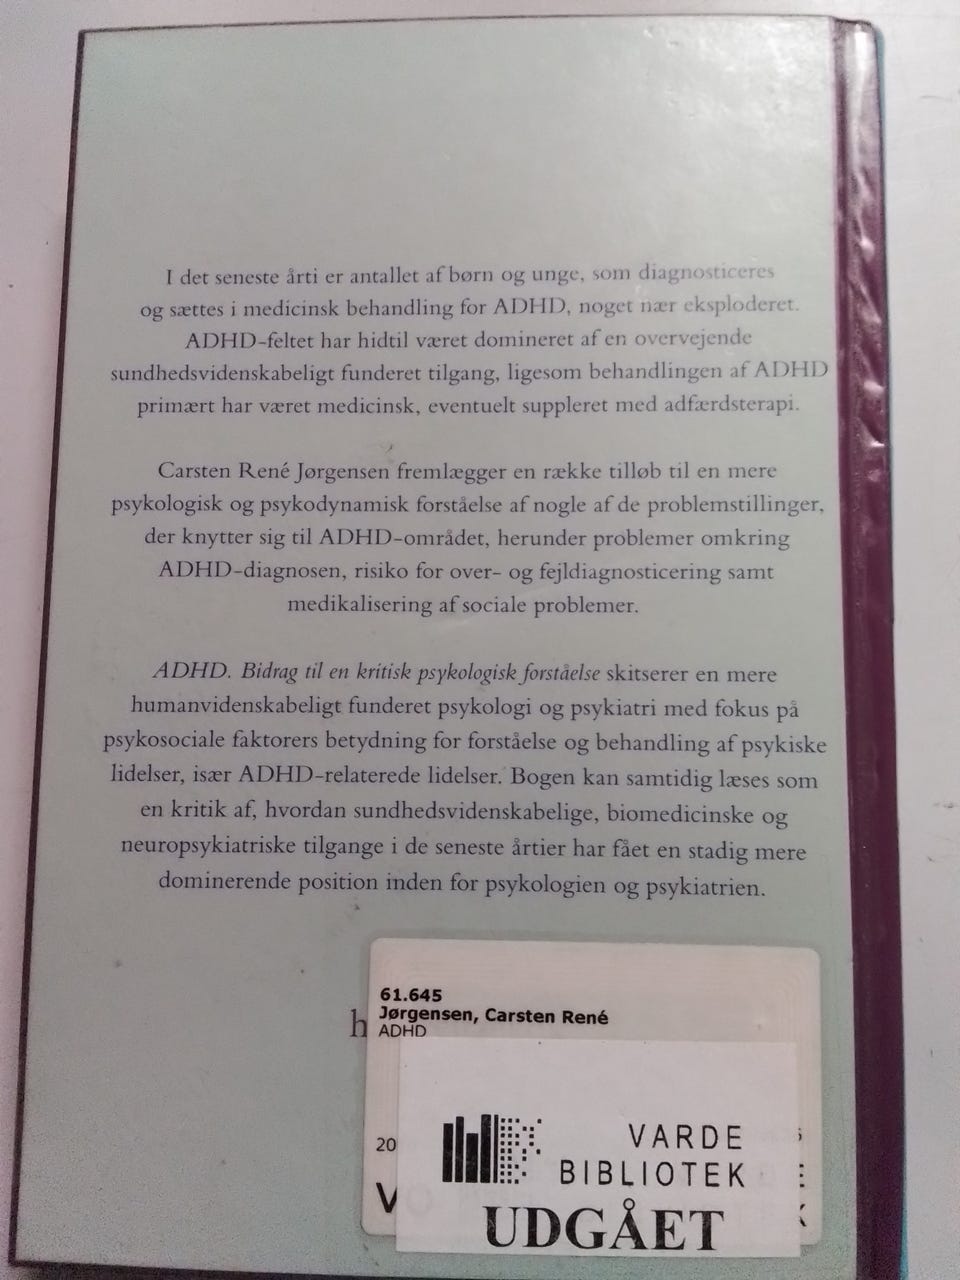 I det seneste årti er antallet af børn og unge, som diagnosticeres
og sættes i medicinsk behandling for ADHD, noget nær eksploderet.
ADHD-feltet har hidtil været domineret af en overvejende
sundhedsvidenskabeligt funderet tilgang, ligesom behandlingen af ADHD
primært har været medicinsk, eventuelt suppleret med adfærdsterapi.
Carsten René Jørgensen fremlægger en række tilløb til en mere
psykologisk og psykodynamisk forståelse af nogle af de problemstillinger,
der knytter sig til ADHD-området, herunder problemer omkring
ADHD-diagnosen, risiko for over- og fejldiagnosticering samt
medikalisering af sociale problemer.
ADHD. Bidrag til en kritisk psykologisk forståelse skitserer en mere
humanvidenskabeligt funderet psykologi og psykiatri med fokus på
psykosociale faktorers betydning for forståelse og behandling af psykiske
lidelser, især ADHD-relaterede lidelser. Bogen kan samtidig læses som
en kritik af, hvordan sundhedsvidenskabelige, biomedicinske og
neuropsykiatriske tilgange i de seneste årtier har fået en stadig mere
dominerende position inden for psykologien og psykiatrien.
h
61.645
Jørgensen, Carsten René
ADHD
20
VARDE
BIBLIOTEK
UDGÅET